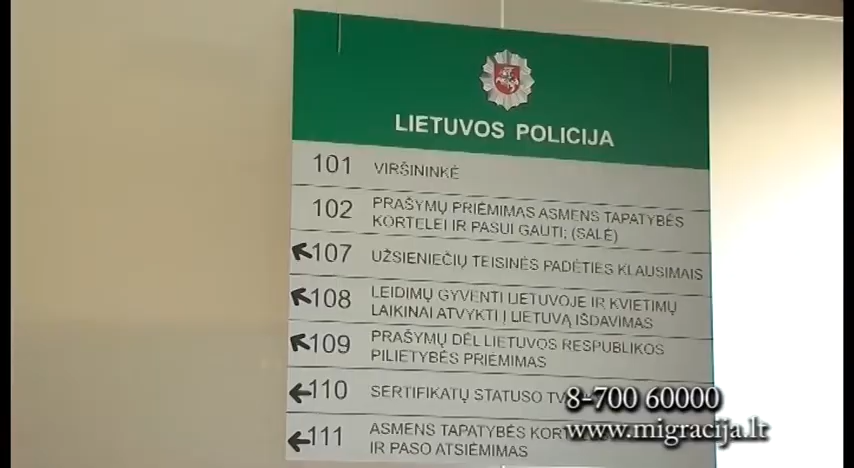 LIETUVOS POLICIJA
101 VIRŠININKĖ
102 PRAŠYMŲ PRIĖMIMAS ASMENS TAPATYBĖS
KORTELEI IR PASUI GAUTI; (SALĖ)
107 UŽSIENIEČIŲ TEISINĖS PADĖTIES KLAUSIMAIS
108 LEIDIMŲ GYVENTI LIETUVOJE IR KVIETIMŲ
LAIKINAI ATVYKTI Į LIETUVĄ IŠDAVIMAS
109 PRAŠYMŲ DĖL LIETUVOS RESPUBLIKOS
PILIETYBĖS PRIĖMIMAS
110 SERTIFIKATŲ STATUSO
8-700 60000
www.migracija.lt
111 ASMENS TAPATYBĖS
IR PASO ATSIĖMIMAS